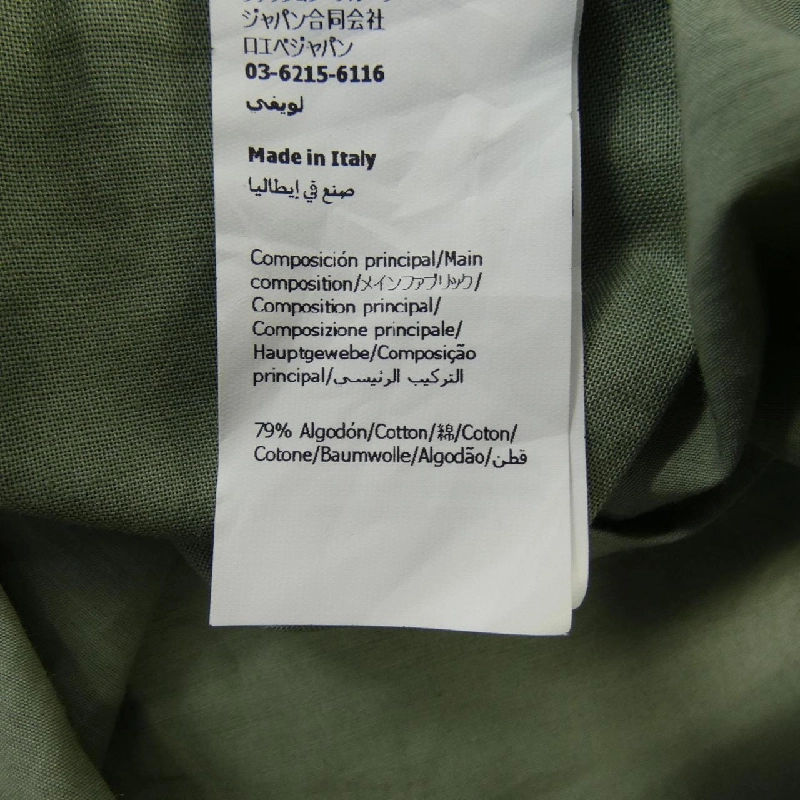 ジャパン合同会社
ロエベジャパン
03-6215-6116
لويفي
Made in Italy
صنع في إيطاليا
Composición principal/Main
composition/メインファブリック/
Composition principal/
Composizione principale/
Hauptgewebe/Composição
principal/التركيب الرئيسى
79% Algodón/Cotton/綿/Coton/
Cotone/Baumwolle/Algodão/قطن